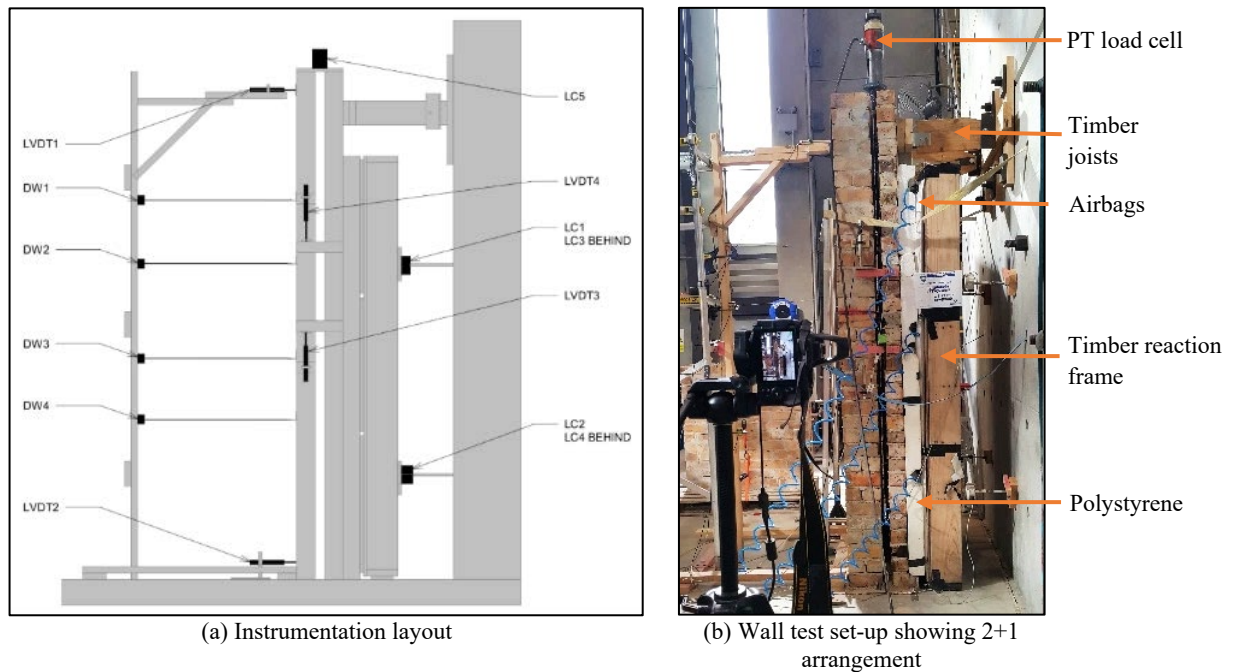 LC5
LVDT1
DW1
LVDT4
DW2
LC1
LC3 BEHIND
LVDT3
DW3
DW4
LC2
LC4 BEHIND
LVDT2
(a) Instrumentation layout
PT load cell
Timber
joists
Airbags
Timber reaction
frame
Polystyrene
Nikon
(b) Wall test set-up showing 2+1
arrangement